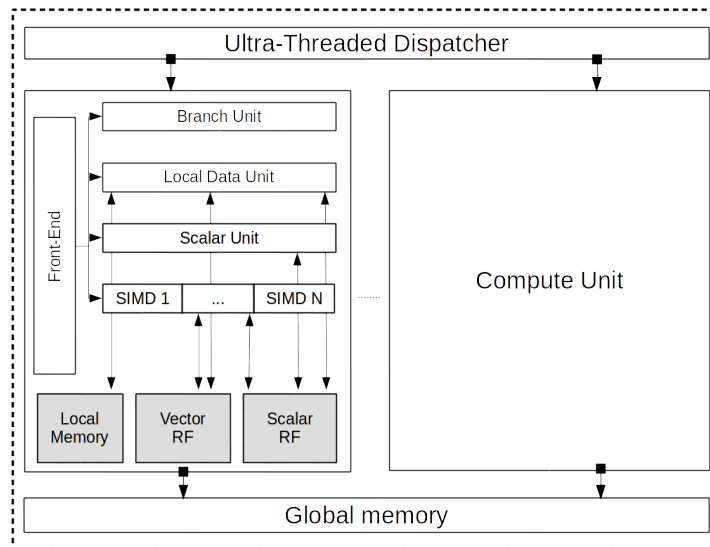 Ultra-Threaded Dispatcher
Branch Unit
Local Data Unit
Front-End
Scalar Unit
SIMD 1
...
SIMD N
Compute Unit
Local
Memory
Vector
RF
Scalar
RF
Global memory